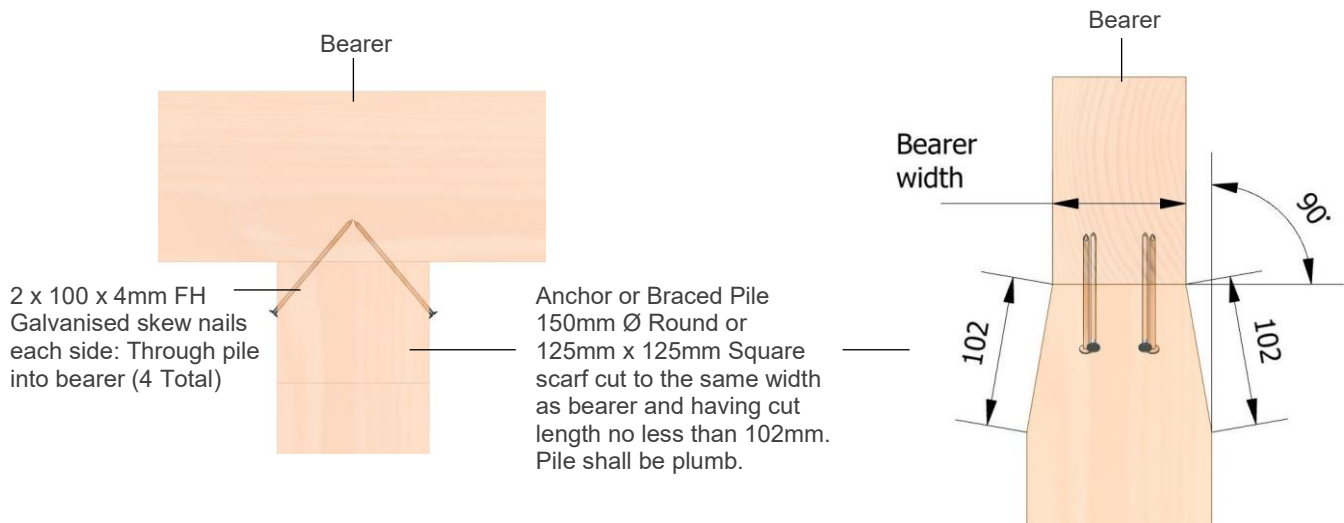 Bearer
2 x 100 x 4mm FH
Galvanised skew nails
each side: Through pile
into bearer (4 Total)
Anchor or Braced Pile
150mm Ø Round or
125mm x 125mm Square
scarf cut to the same width
as bearer and having cut
length no less than 102mm.
Pile shall be plumb.
Bearer
Bearer
width
90°
102
102